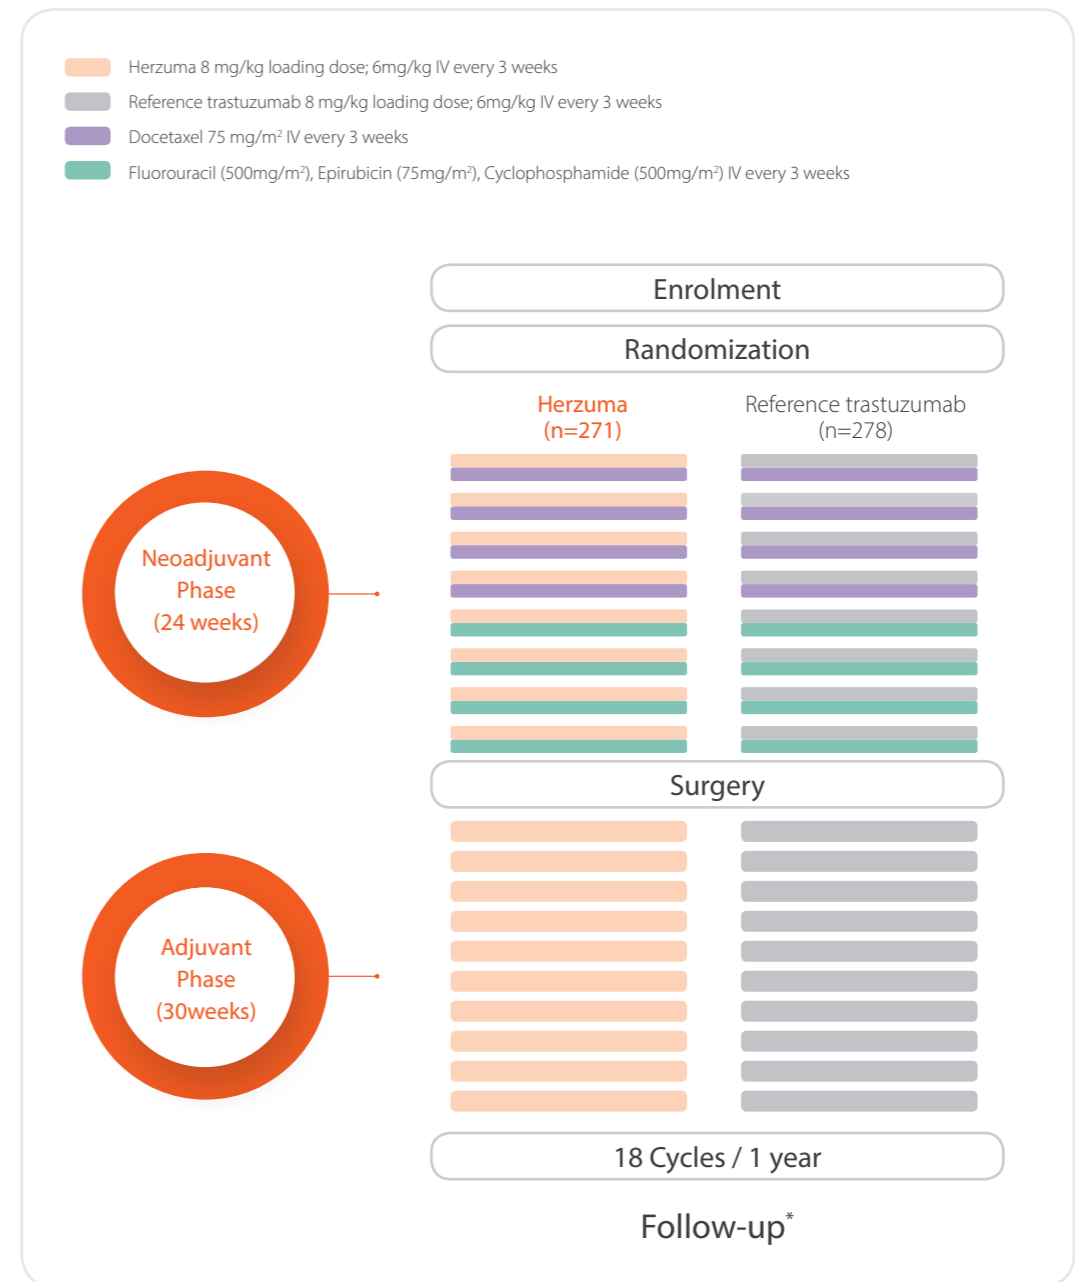 Herzuma 8 mg/kg loading dose; 6mg/kg IV every 3 weeks
Reference trastuzumab 8 mg/kg loading dose; 6mg/kg IV every 3 weeks
Docetaxel 75 mg/m² IV every 3 weeks
Fluorouracil (500mg/m²), Epirubicin (75mg/m²), Cyclophosphamide (500mg/m²) IV every 3 weeks
Enrolment
Randomization
Herzuma
(n=271)
Reference trastuzumab
(n=278)
Neoadjuvant
Phase
(24 weeks)
Surgery
Adjuvant
Phase
(30weeks)
18 Cycles / 1 year
Follow-up*